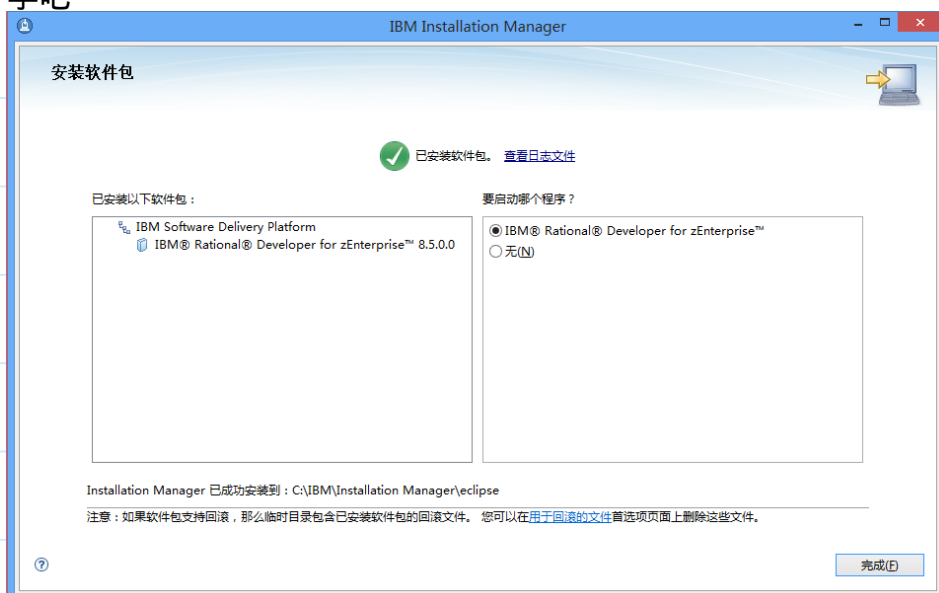 学吧
IBM Installation Manager
安装软件包
已安装软件包。 查看日志文件
已安装以下软件包：
要启动哪个程序？
IBM Software Delivery Platform
IBM® Rational® Developer for zEnterprise™ 8.5.0.0
IBM® Rational® Developer for zEnterprise™
无(N)
Installation Manager 已成功安装到：C:\IBM\Installation Manager\eclipse
注意：如果软件包支持回滚，那么临时目录包含已安装软件包的回滚文件。 您可以在用于回滚的文件首选项页面上删除这些文件。
完成(F)